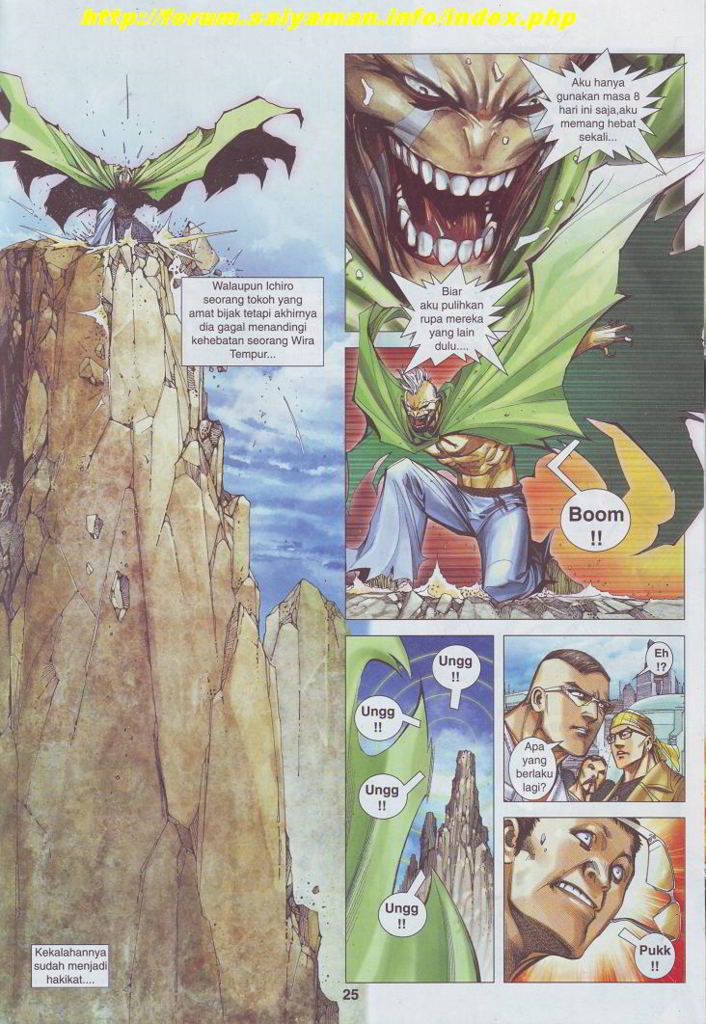 http://forum.saiyaman.info/index.php
Walaupun Ichiro
seorang tokoh yang
amat bijak tetapi akhirnya
dia gagal menandingi
kehebatan seorang Wira
Tempur...
Kekalahannya
sudah menjadi
hakikat....
Aku hanya
gunakan masa 8
hari ini saja,aku
memang hebat
sekali...
Biar
aku pulihkan
rupa mereka
yang lain
dulu....
Boom
!!
Ungg
!!
Ungg
!!
Ungg
!!
Ungg
!!
Eh
!?
Apa
yang
berlaku
lagi?
Pukk
!!
25